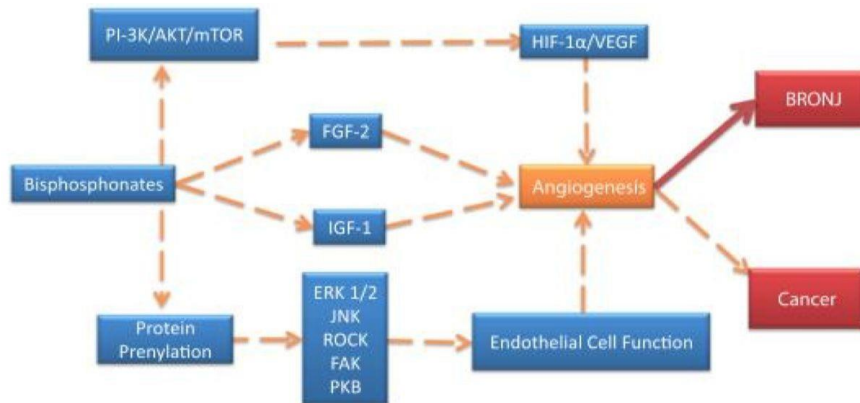 PI-3K/AKT/mTOR
HIF-1α/VEGF
BRONJ
FGF-2
Bisphosphonates
Angiogenesis
IGF-1
ERK 1/2
JNK
ROCK
FAK
PKB
Protein
Prenylation
Endothelial Cell Function
Cancer